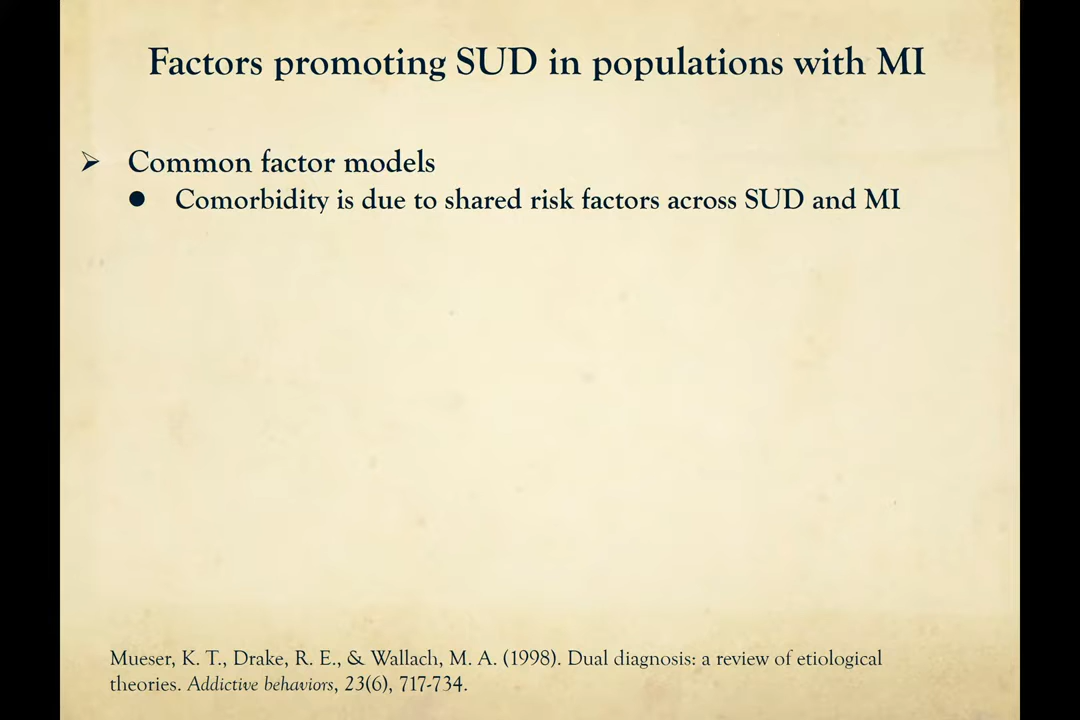 Factors promoting SUD in populations with MI
➢ Common factor models
● Comorbidity is due to shared risk factors across SUD and MI
Mueser, K. T., Drake, R. E., & Wallach, M. A. (1998). Dual diagnosis: a review of etiological
theories. Addictive behaviors, 23(6), 717-734.